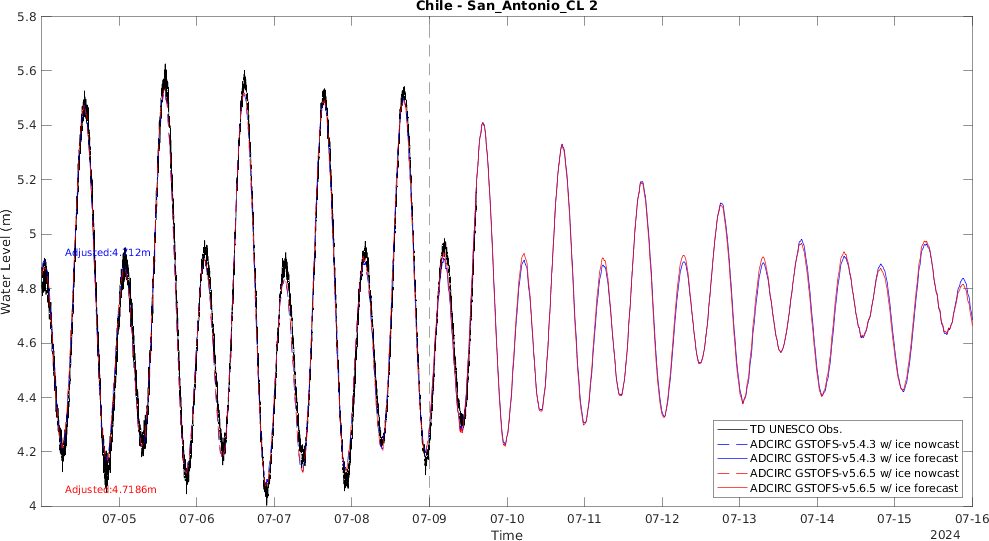 Chile - San_Antonio_CL 2
5.8
5.6
5.4
5.2
5
4.8
4.6
4.4
4.2
4
Water Level (m)
Adjusted:4.7186m
TD UNESCO Obs.
ADCIRC GSTOFS-v5.4.3 w/ ice nowcast
ADCIRC GSTOFS-v5.4.3 w/ ice forecast
ADCIRC GSTOFS-v5.6.5 w/ ice nowcast
ADCIRC GSTOFS-v5.6.5 w/ ice forecast
07-05 07-06 07-07 07-08 07-09 07-10 07-11 07-12 07-13 07-14 07-15 07-16
Time
2024